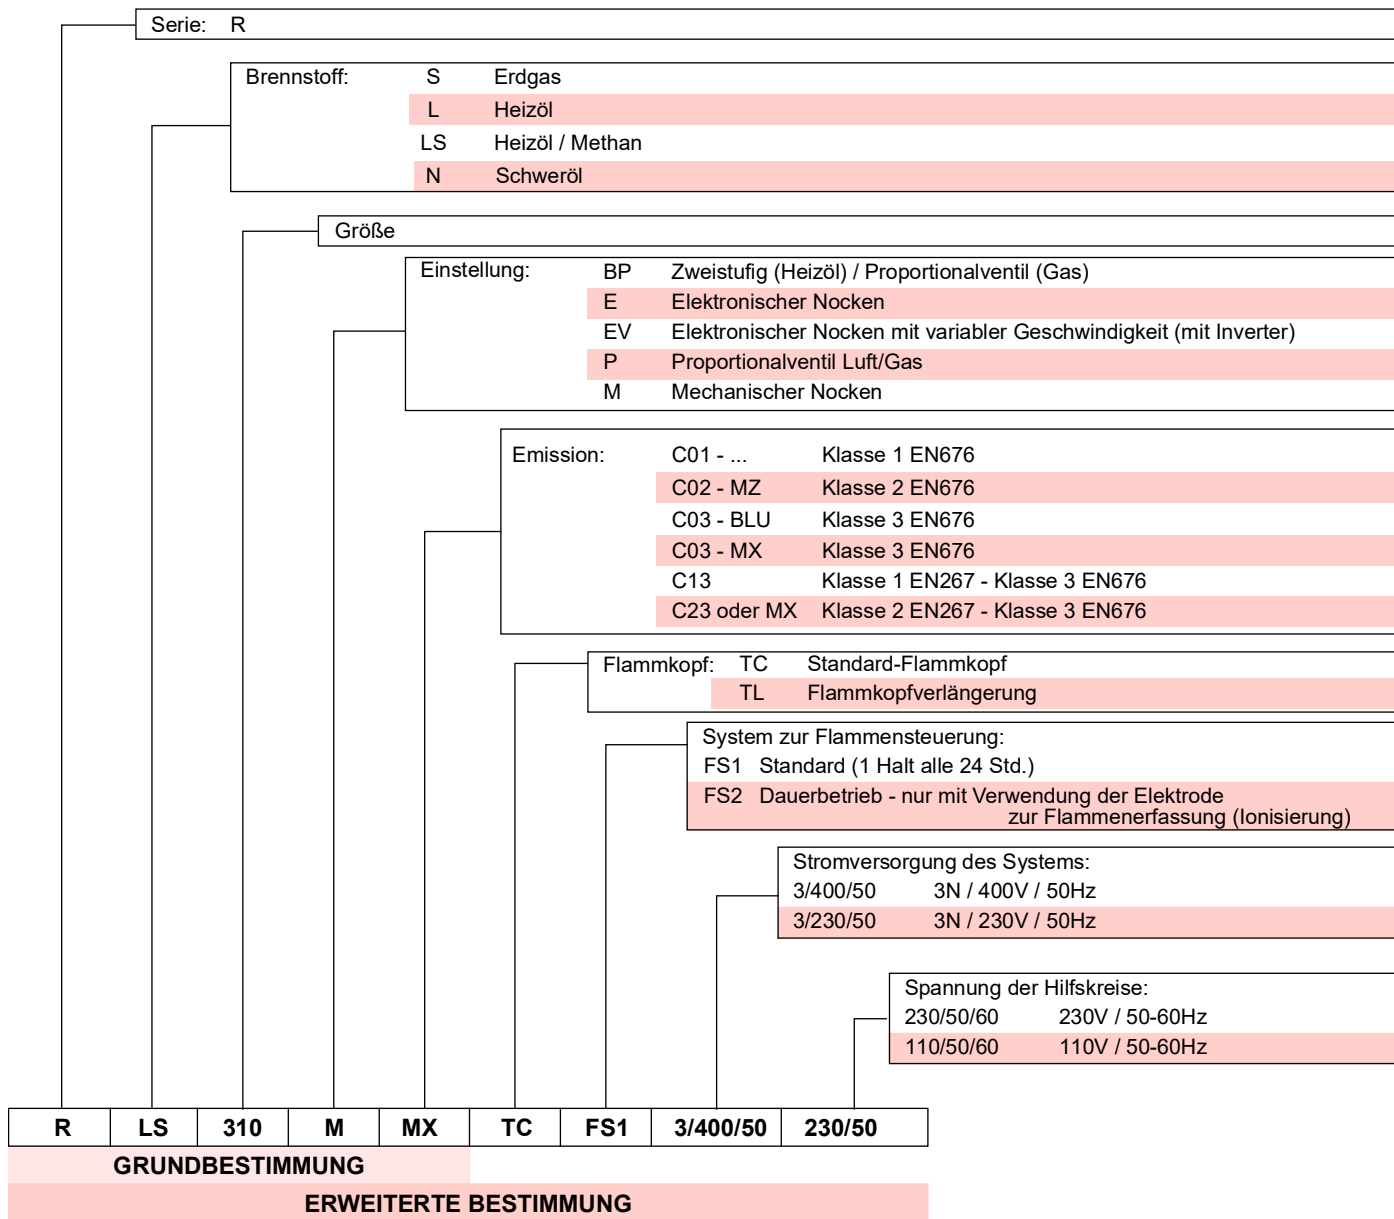 Serie: R
Brennstoff: S Erdgas
L Heizöl
LS Heizöl / Methan
N Schweröl
Größe
Einstellung: BP Zweistufig (Heizöl) / Proportionalventil (Gas)
E Elektronischer Nocken
EV Elektronischer Nocken mit variabler Geschwindigkeit (mit Inverter)
P Proportionalventil Luft/Gas
M Mechanischer Nocken
Emission: C01 - ... Klasse 1 EN676
C02 - MZ Klasse 2 EN676
C03 - BLU Klasse 3 EN676
C03 - MX Klasse 3 EN676
C13 Klasse 1 EN267 - Klasse 3 EN676
C23 oder MX Klasse 2 EN267 - Klasse 3 EN676
Flammkopf: TC Standard-Flammkopf
TL Flammkopfverlängerung
System zur Flammensteuerung:
FS1 Standard (1 Halt alle 24 Std.)
FS2 Dauerbetrieb - nur mit Verwendung der Elektrode
zur Flammenerfassung (Ionisierung)
Stromversorgung des Systems:
3/400/50 3N / 400V / 50Hz
3/230/50 3N / 230V / 50Hz
Spannung der Hilfskreise:
230/50/60 230V / 50-60Hz
110/50/60 110V / 50-60Hz
R LS 310 M MX TC FS1 3/400/50 230/50
GRUNDBESTIMMUNG
ERWEITERTE BESTIMMUNG